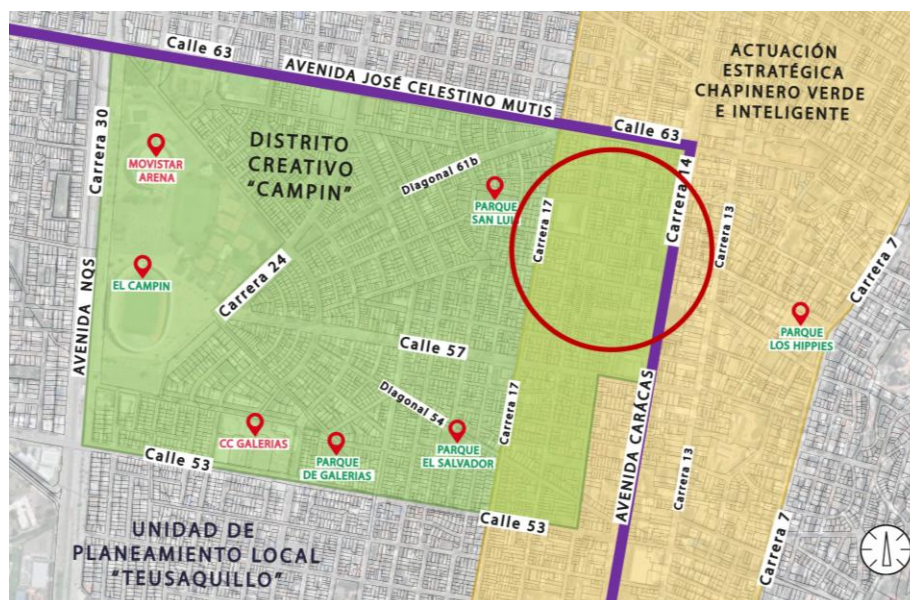 Calle 63
AVENIDA JOSÉ CELESTINO MUTIS
Calle 63
ACTUACIÓN
ESTRATÉGICA
CHAPINERO VERDE
E INTELIGENTE
Carrera 30
MOVISTAR
ARENA
DISTRITO
CREATIVO
"CAMPIN"
Diagonal 61b
PARQUE
SAN LUIS
Carrera 17
Carrera 14
Carrera 13
Carrera 7
EL CAMPIN
Carrera 24
AVENIDA NQS
Calle 57
PARQUE
LOS HIPPIES
Diagonal 54
Carrera 17
AVENIDA CARÁCAS
CC GALERIAS
PARQUE
DE GALERIAS
PARQUE
EL SALVADOR
Carrera 13
Calle 53
Calle 53
Carrera 7
UNIDAD DE
PLANEAMIENTO LOCAL
"TEUSAQUILLO"